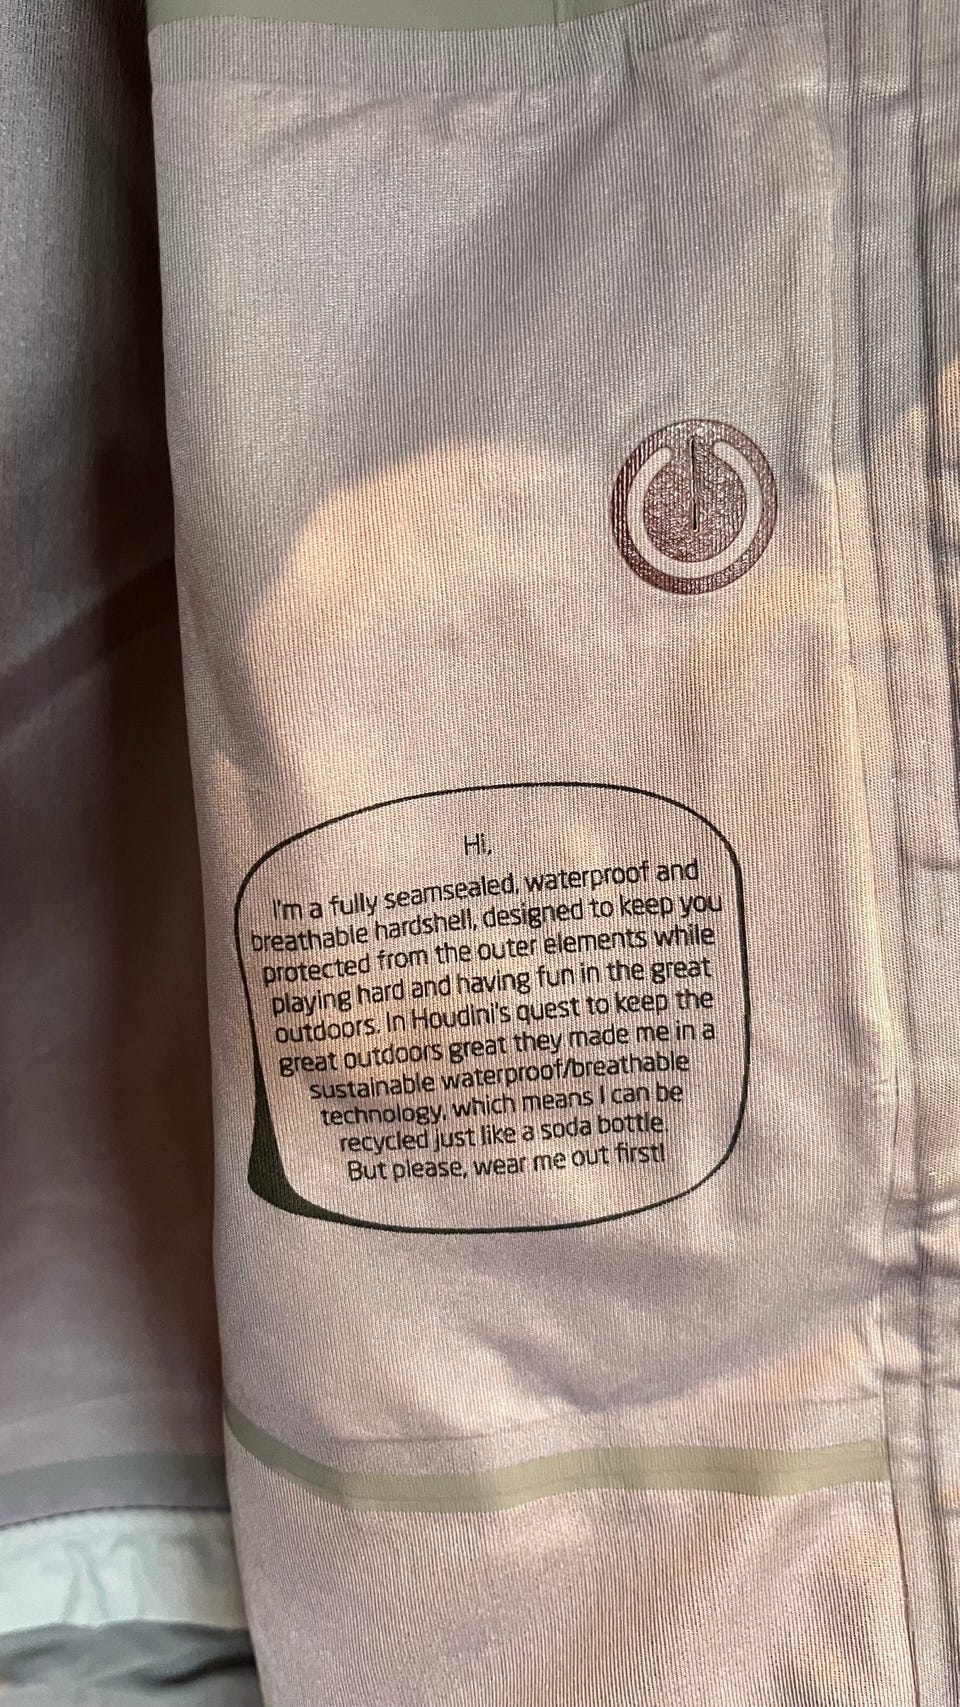 Hi,
I'm a fully seamsealed, waterproof and
breathable hardshell, designed to keep you
protected from the outer elements while
playing hard and having fun in the great
outdoors. In Houdini's quest to keep the
great outdoors great they made me in a
sustainable waterproof/breathable
technology, which means I can be
recycled just like a soda bottle.
But please, wear me out first!